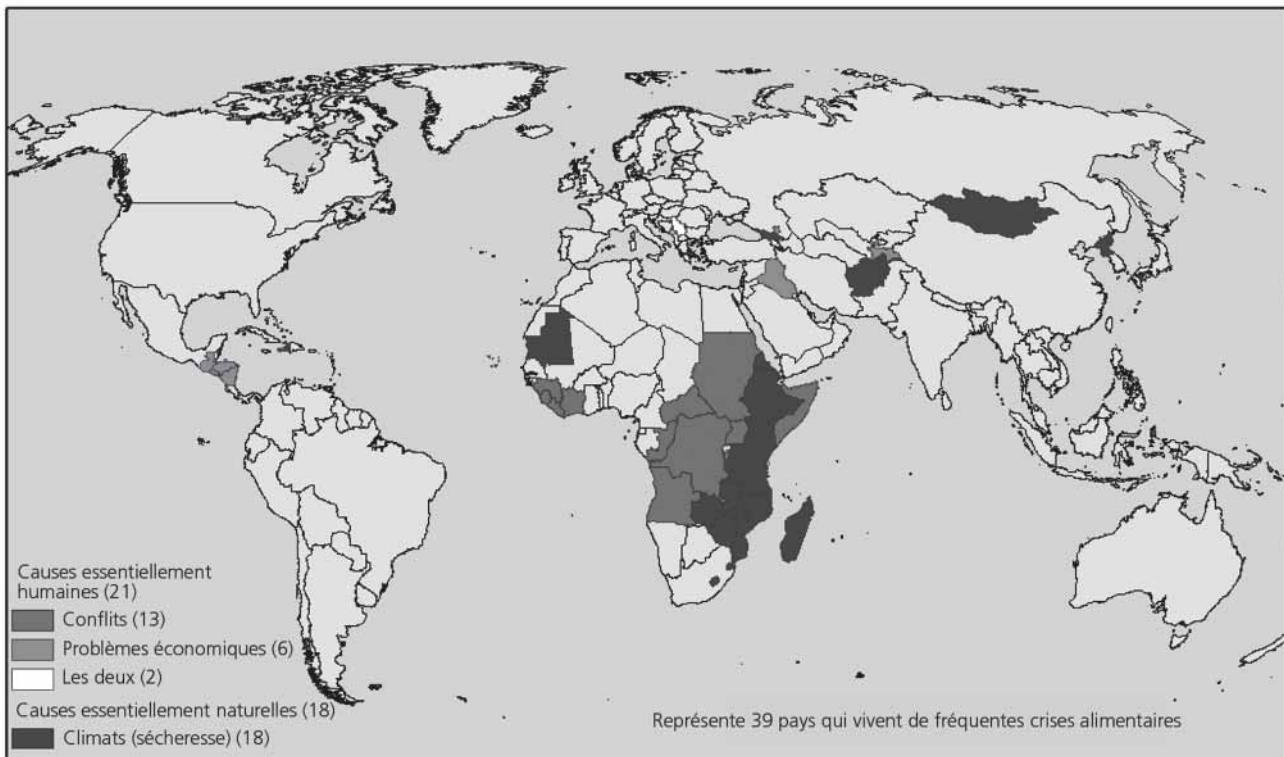 Causes essentiellement
humaines (21)
Conflits (13)
Problèmes économiques (6)
Les deux (2)
Causes essentiellement naturelles (18)
Climats (sécheresse) (18)
Représente 39 pays qui vivent de fréquentes crises alimentaires